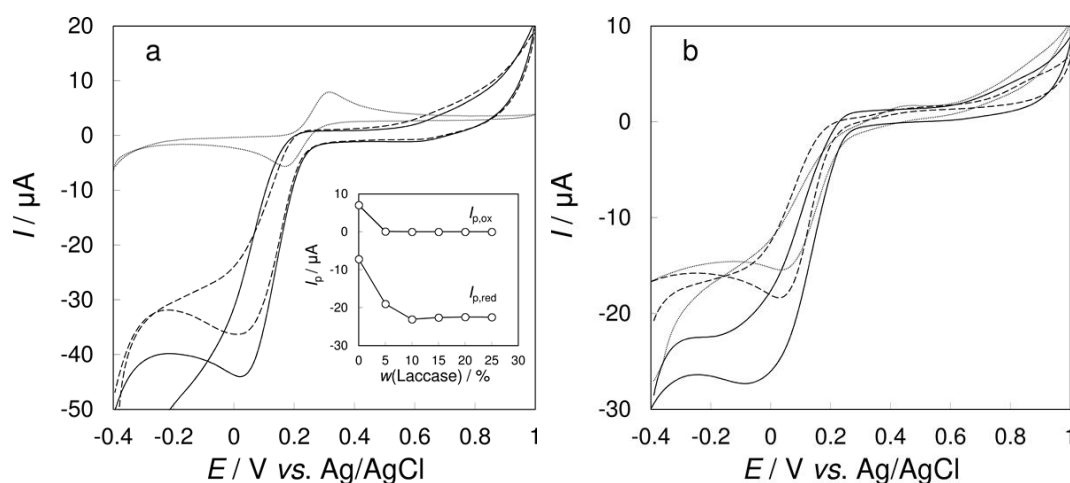 a
20
10
0
-10
-20
-30
-40
-50
I / µA
-0.4 -0.2 0 0.2 0.4 0.6 0.8 1
E / V vs. Ag/AgCl
10
0
-10
-20
-30
Ip / µA
Ip,ox
Ip,red
0 5 10 15 20 25 30
w(Laccase) / %
b
10
0
-10
-20
-30
I / µA
-0.4 -0.2 0 0.2 0.4 0.6 0.8 1
E / V vs. Ag/AgCl